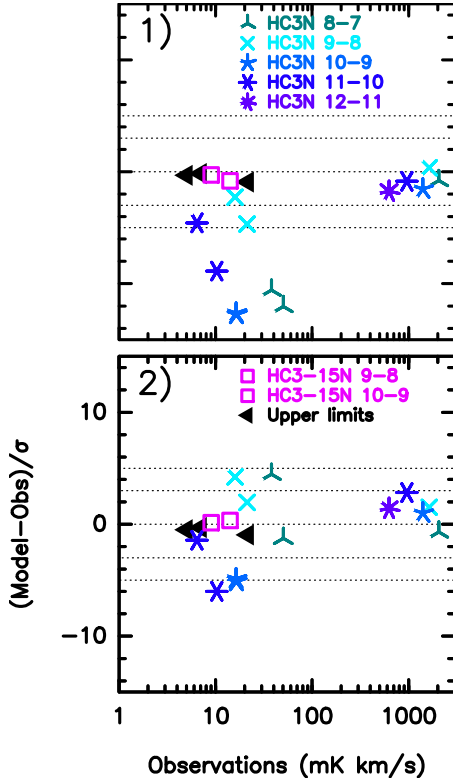 1)
HC3N 8-7
HC3N 9-8
HC3N 10-9
HC3N 11-10
HC3N 12-11
2)
HC3-15N 9-8
HC3-15N 10-9
Upper limits
10
0
-10
(Model-Obs)/σ
1 10 100 1000
Observations (mK km/s)